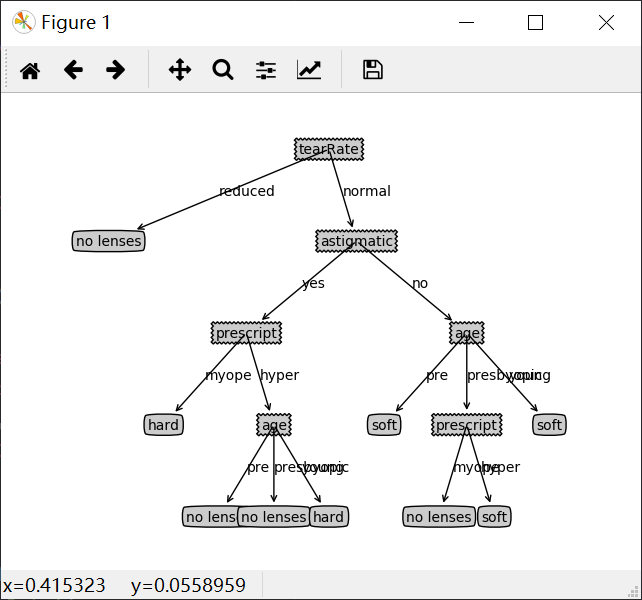 Figure 1
tearRate
reduced
normal
no lenses
astigmatic
yes
no
prescript
age
myope
hyper
pre
presbyopic
young
hard
age
soft
prescript
soft
pre
presbyopic
young
myope
hyper
no lenses
no lenses
hard
no lenses
soft
x=0.415323 y=0.0558959